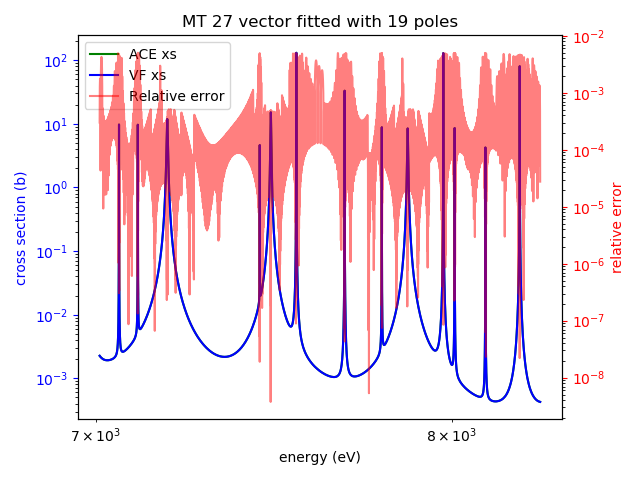 MT 27 vector fitted with 19 poles
ACE xs
VF xs
Relative error
10²
10¹
10⁰
10⁻¹
10⁻²
10⁻³
cross section (b)
10⁻²
10⁻³
10⁻⁴
10⁻⁵
10⁻⁶
10⁻⁷
10⁻⁸
relative error
7 × 10³
8 × 10³
energy (eV)